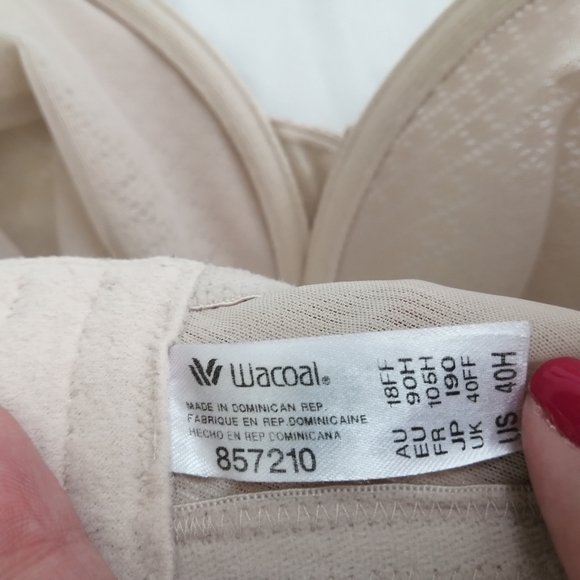 Wacoal®
MADE IN DOMINICAN REP
FABRIQUE EN REP.DOMINICAINE
HECHO EN REP DOMINICANA
857210
AU 18FF
EU 90H
FR 105H
JP I90
UK 40FF
US 40H